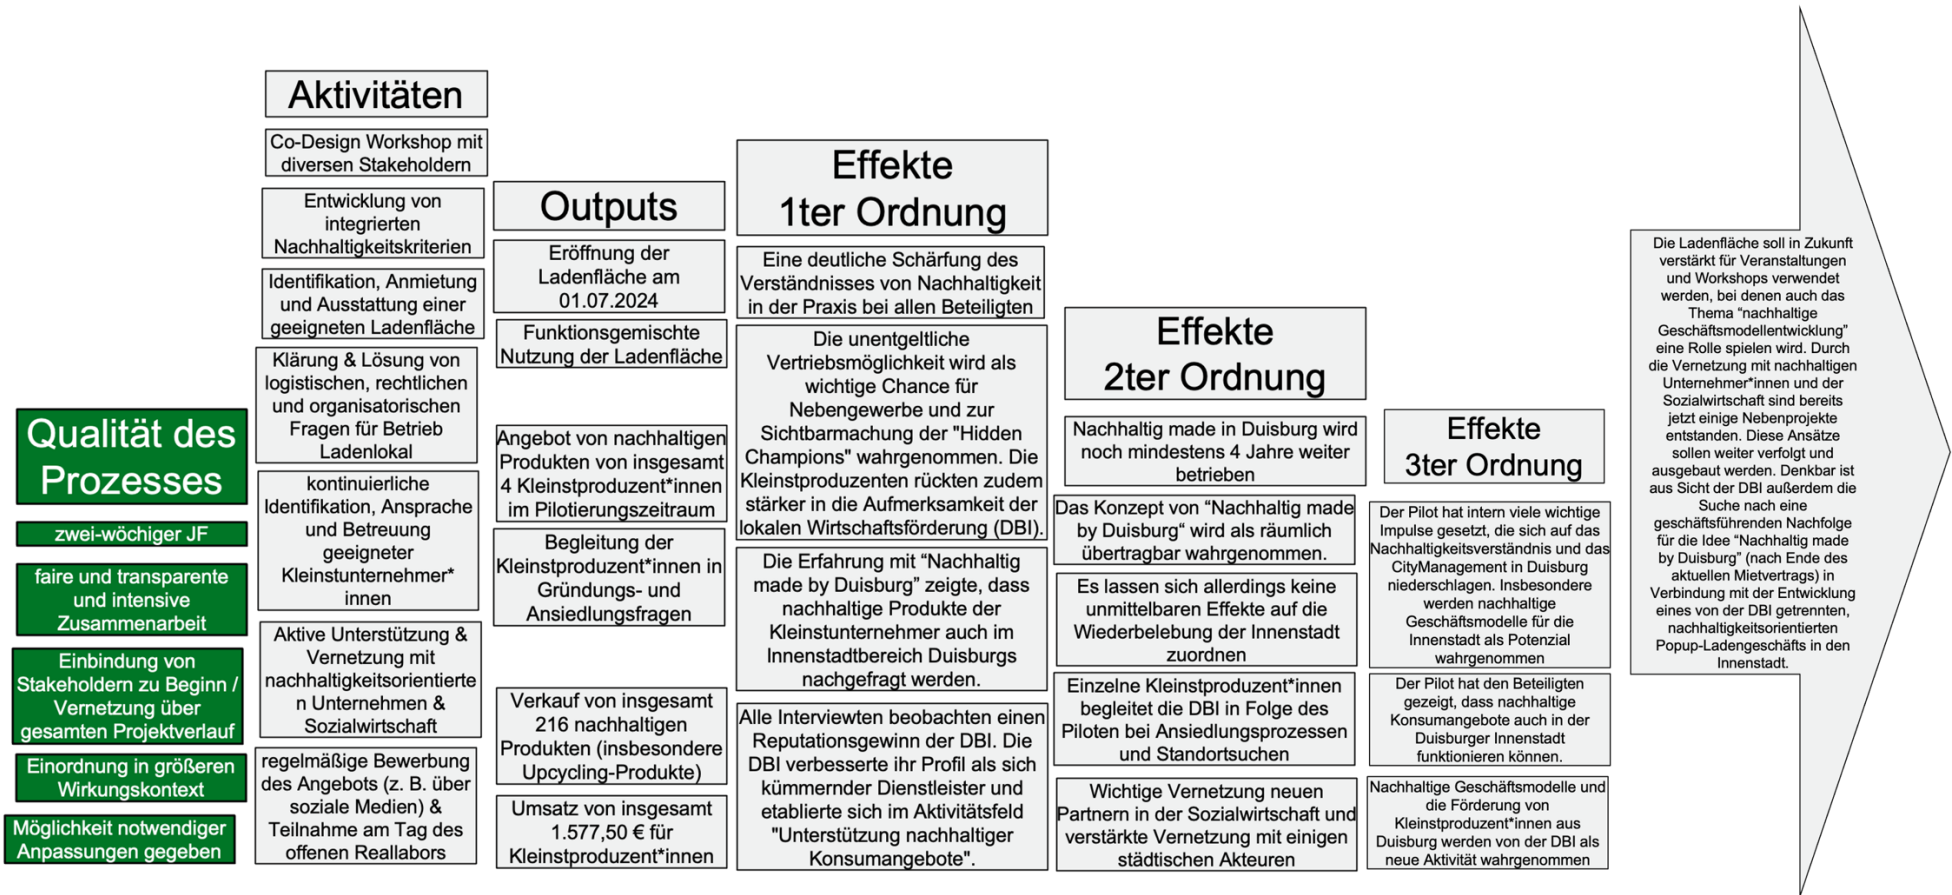 Qualität des
Prozesses
zwei-wöchiger JF
faire und transparente
und intensive
Zusammenarbeit
Einbindung von
Stakeholdern zu Beginn /
Vernetzung über
gesamten Projektverlauf
Einordnung in größeren
Wirkungskontext
Möglichkeit notwendiger
Anpassungen gegeben
Aktivitäten
Co-Design Workshop mit
diversen Stakeholdern
Entwicklung von
integrierten
Nachhaltigkeitskriterien
Identifikation, Anmietung
und Ausstattung einer
geeigneten Ladenfläche
Klärung & Lösung von
logistischen, rechtlichen
und organisatorischen
Fragen für Betrieb
Ladenlokal
kontinuierliche
Identifikation, Ansprache
und Betreuung
geeigneter
Kleinstunternehmer*
innen
Aktive Unterstützung &
Vernetzung mit
nachhaltigkeitsorientierte
n Unternehmen &
Sozialwirtschaft
regelmäßige Bewerbung
des Angebots (z. B. über
soziale Medien) &
Teilnahme am Tag des
offenen Reallabors
Outputs
Eröffnung der
Ladenfläche am
01.07.2024
Funktionsgemischte
Nutzung der Ladenfläche
Angebot von nachhaltigen
Produkten von insgesamt
4 Kleinstproduzent*innen
im Pilotierungszeitraum
Begleitung der
Kleinstproduzent*innen in
Gründungs- und
Ansiedlungsfragen
Verkauf von insgesamt
216 nachhaltigen
Produkten (insbesondere
Upcycling-Produkte)
Umsatz von insgesamt
1.577,50 € für
Kleinstproduzent*innen
Effekte
1ter Ordnung
Eine deutliche Schärfung des
Verständnisses von Nachhaltigkeit
in der Praxis bei allen Beteiligten
Die unentgeltliche
Vertriebsmöglichkeit wird als
wichtige Chance für
Nebengewerbe und zur
Sichtbarmachung der "Hidden
Champions" wahrgenommen. Die
Kleinstproduzenten rückten zudem
stärker in die Aufmerksamkeit der
lokalen Wirtschaftsförderung (DBI).
Die Erfahrung mit “Nachhaltig
made by Duisburg” zeigte, dass
nachhaltige Produkte der
Kleinstunternehmer auch im
Innenstadtbereich Duisburgs
nachgefragt werden.
Alle Interviewten beobachten einen
Reputationsgewinn der DBI. Die
DBI verbesserte ihr Profil als sich
kümmernder Dienstleister und
etablierte sich im Aktivitätsfeld
"Unterstützung nachhaltiger
Konsumangebote".
Effekte
2ter Ordnung
Nachhaltig made in Duisburg wird
noch mindestens 4 Jahre weiter
betrieben
Das Konzept von “Nachhaltig made
by Duisburg“ wird als räumlich
übertragbar wahrgenommen.
Es lassen sich allerdings keine
unmittelbaren Effekte auf die
Wiederbelebung der Innenstadt
zuordnen
Einzelne Kleinstproduzent*innen
begleitet die DBI in Folge des
Piloten bei Ansiedlungsprozessen
und Standortsuchen
Wichtige Vernetzung neuen
Partnern in der Sozialwirtschaft und
verstärkte Vernetzung mit einigen
städtischen Akteuren
Effekte
3ter Ordnung
Der Pilot hat intern viele wichtige
Impulse gesetzt, die sich auf das
Nachhaltigkeitsverständnis und das
CityManagement in Duisburg
niederschlagen. Insbesondere
werden nachhaltige
Geschäftsmodelle für die
Innenstadt als Potenzial
wahrgenommen
Der Pilot hat den Beteiligten
gezeigt, dass nachhaltige
Konsumangebote auch in der
Duisburger Innenstadt
funktionieren können.
Nachhaltige Geschäftsmodelle und
die Förderung von
Kleinstproduzent*innen aus
Duisburg werden von der DBI als
neue Aktivität wahrgenommen
Die Ladenfläche soll in Zukunft
verstärkt für Veranstaltungen
und Workshops verwendet
werden, bei denen auch das
Thema “nachhaltige
Geschäftsmodellentwicklung”
eine Rolle spielen wird. Durch
die Vernetzung mit nachhaltigen
Unternehmer*innen und der
Sozialwirtschaft sind bereits
jetzt einige Nebenprojekte
entstanden. Diese Ansätze
sollen weiter verfolgt und
ausgebaut werden. Denkbar ist
aus Sicht der DBI außerdem die
Suche nach eine
geschäftsführenden Nachfolge
für die Idee “Nachhaltig made
by Duisburg” (nach Ende des
aktuellen Mietvertrags) in
Verbindung mit der Entwicklung
eines von der DBI getrennten,
nachhaltigkeitsorientierten
Popup-Ladengeschäfts in den
Innenstadt.